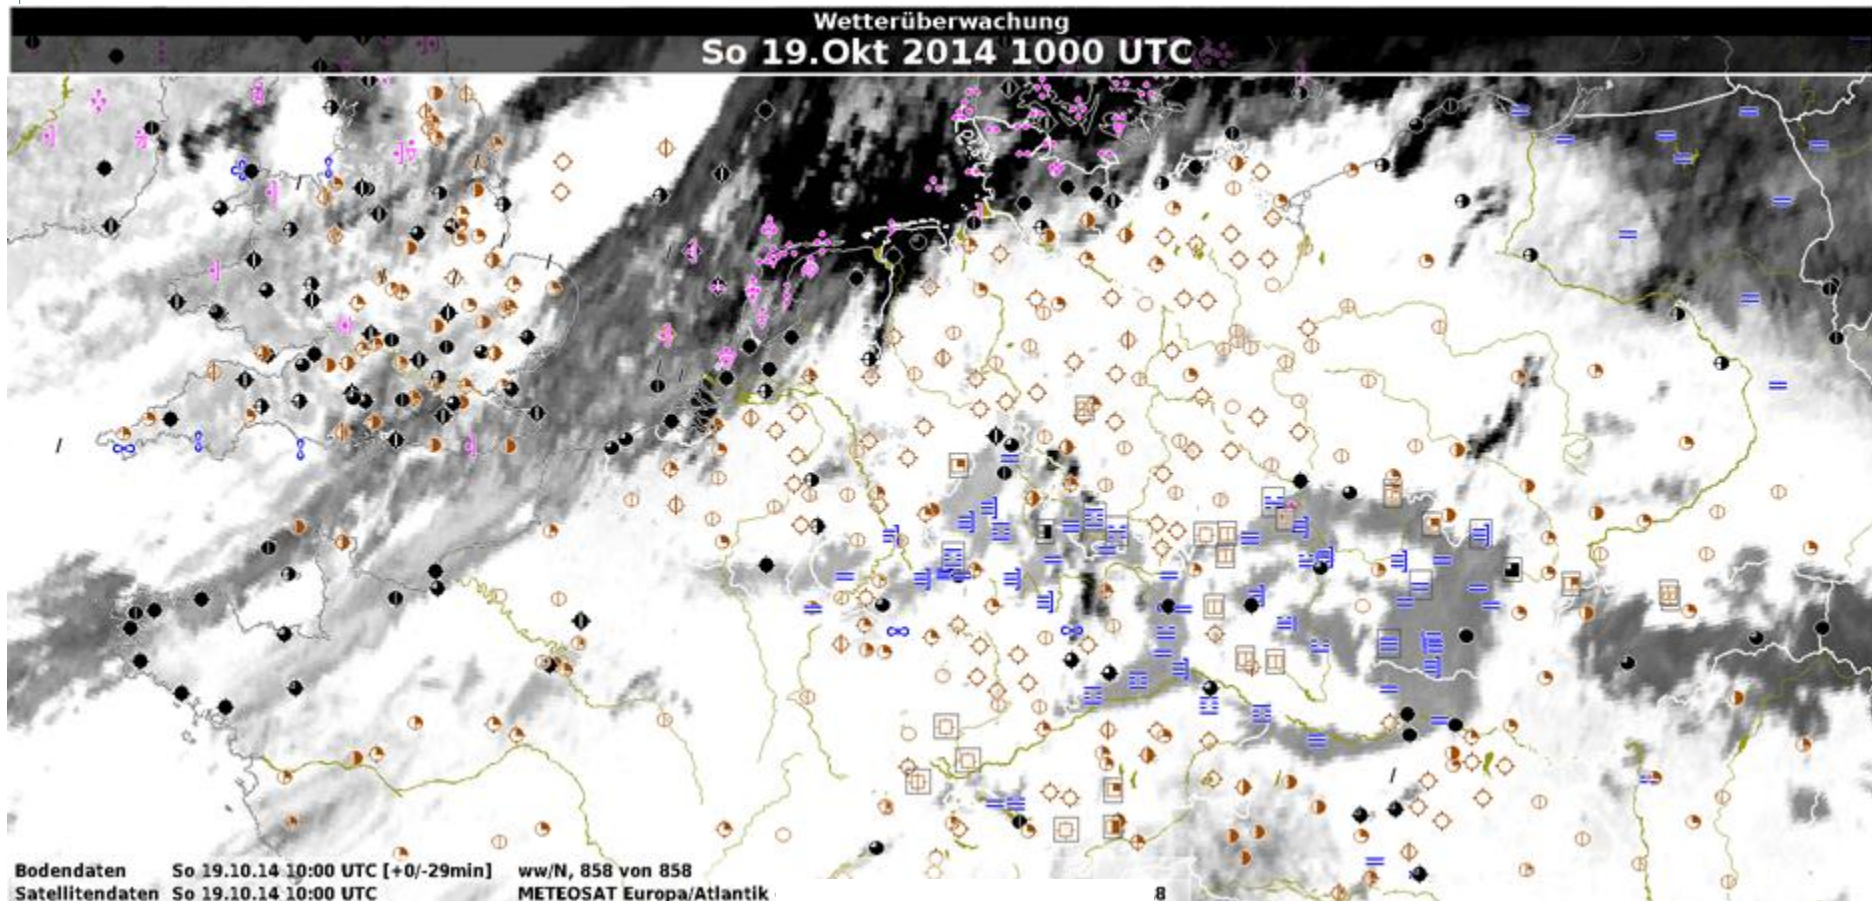 Wetterüberwachung
So 19.Okt 2014 1000 UTC
Bodendaten So 19.10.14 10:00 UTC [+0/-29min] ww/N, 858 von 858
Satellitendaten So 19.10.14 10:00 UTC METEOSAT Europa/Atlantik 8